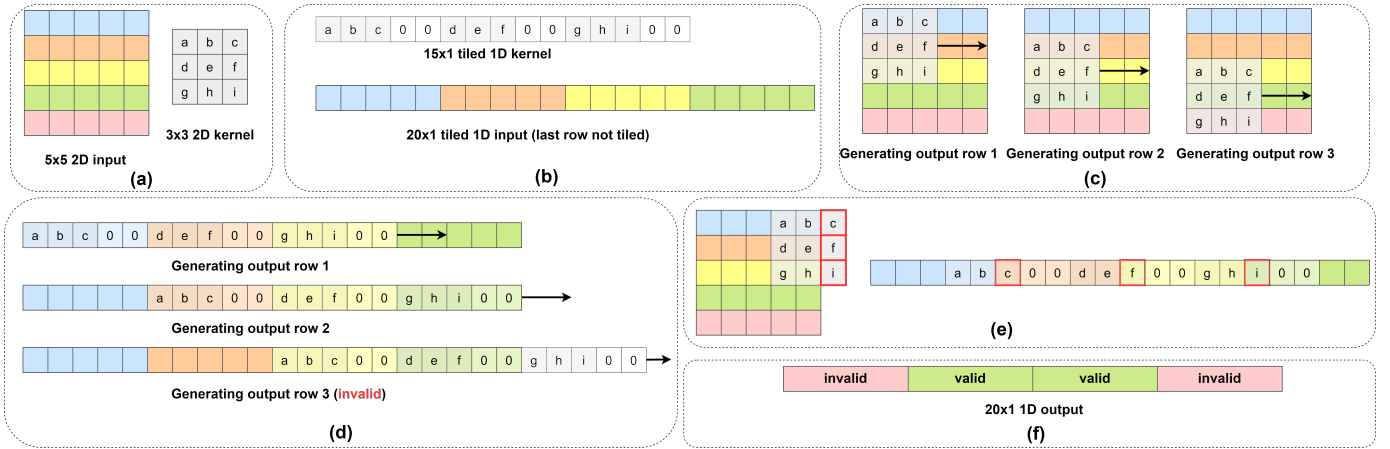 a b c
d e f
g h i
3x3 2D kernel
5x5 2D input
(a)
a b c 0 0 d e f 0 0 g h i 0 0
15x1 tiled 1D kernel
20x1 tiled 1D input (last row not tiled)
(b)
a b c
d e f
g h i
Generating output row 1
a b c
d e f
g h i
Generating output row 2
a b c
d e f
g h i
Generating output row 3
(c)
a b c 0 0 d e f 0 0 g h i 0 0
Generating output row 1
a b c 0 0 d e f 0 0 g h i 0 0
Generating output row 2
a b c 0 0 d e f 0 0 g h i 0 0
Generating output row 3 (invalid)
(d)
a b c
d e f
g h i
a b c 0 0 d e f 0 0 g h i 0 0
(e)
invalid valid valid invalid
20x1 1D output
(f)